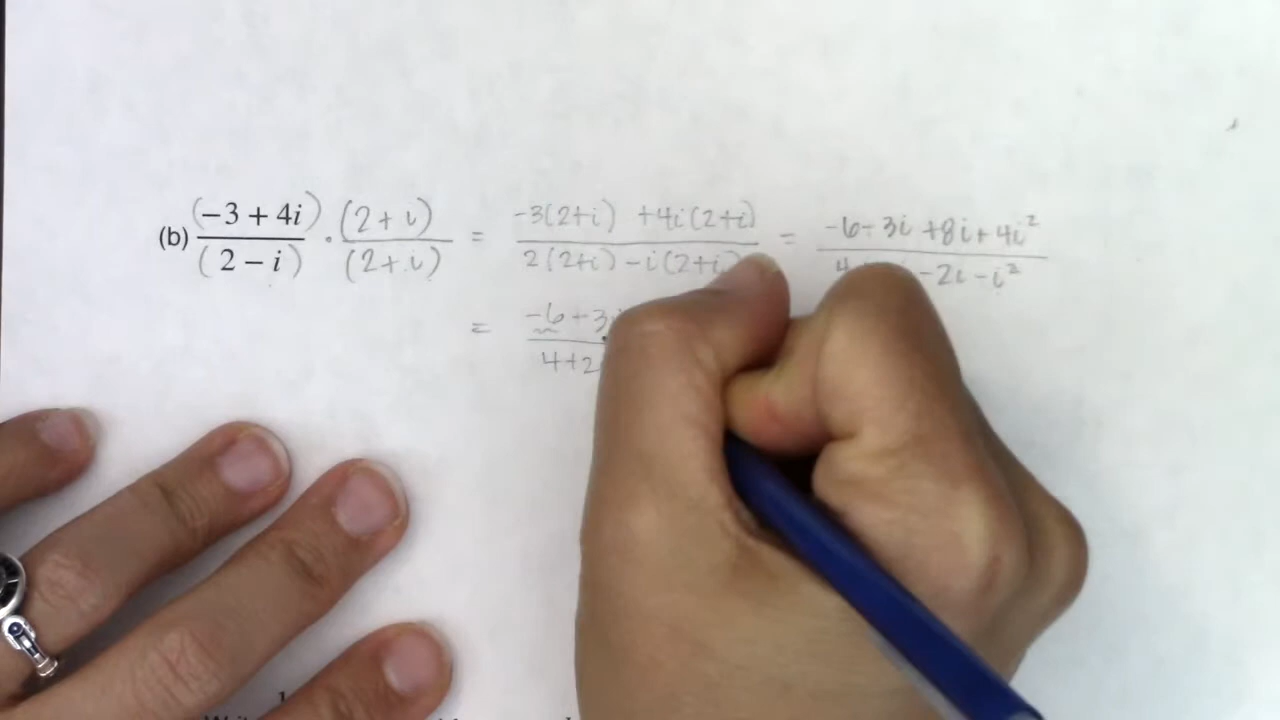 (b) (-3 + 4i)/(2 - i) · (2 + i)/(2 + i) = -3(2+i) +4i(2+i)/2(2+i) - i(2+i) = -6 - 3i + 8i + 4i²/4 - 2i - i²
= -6 + 3/4 + 2